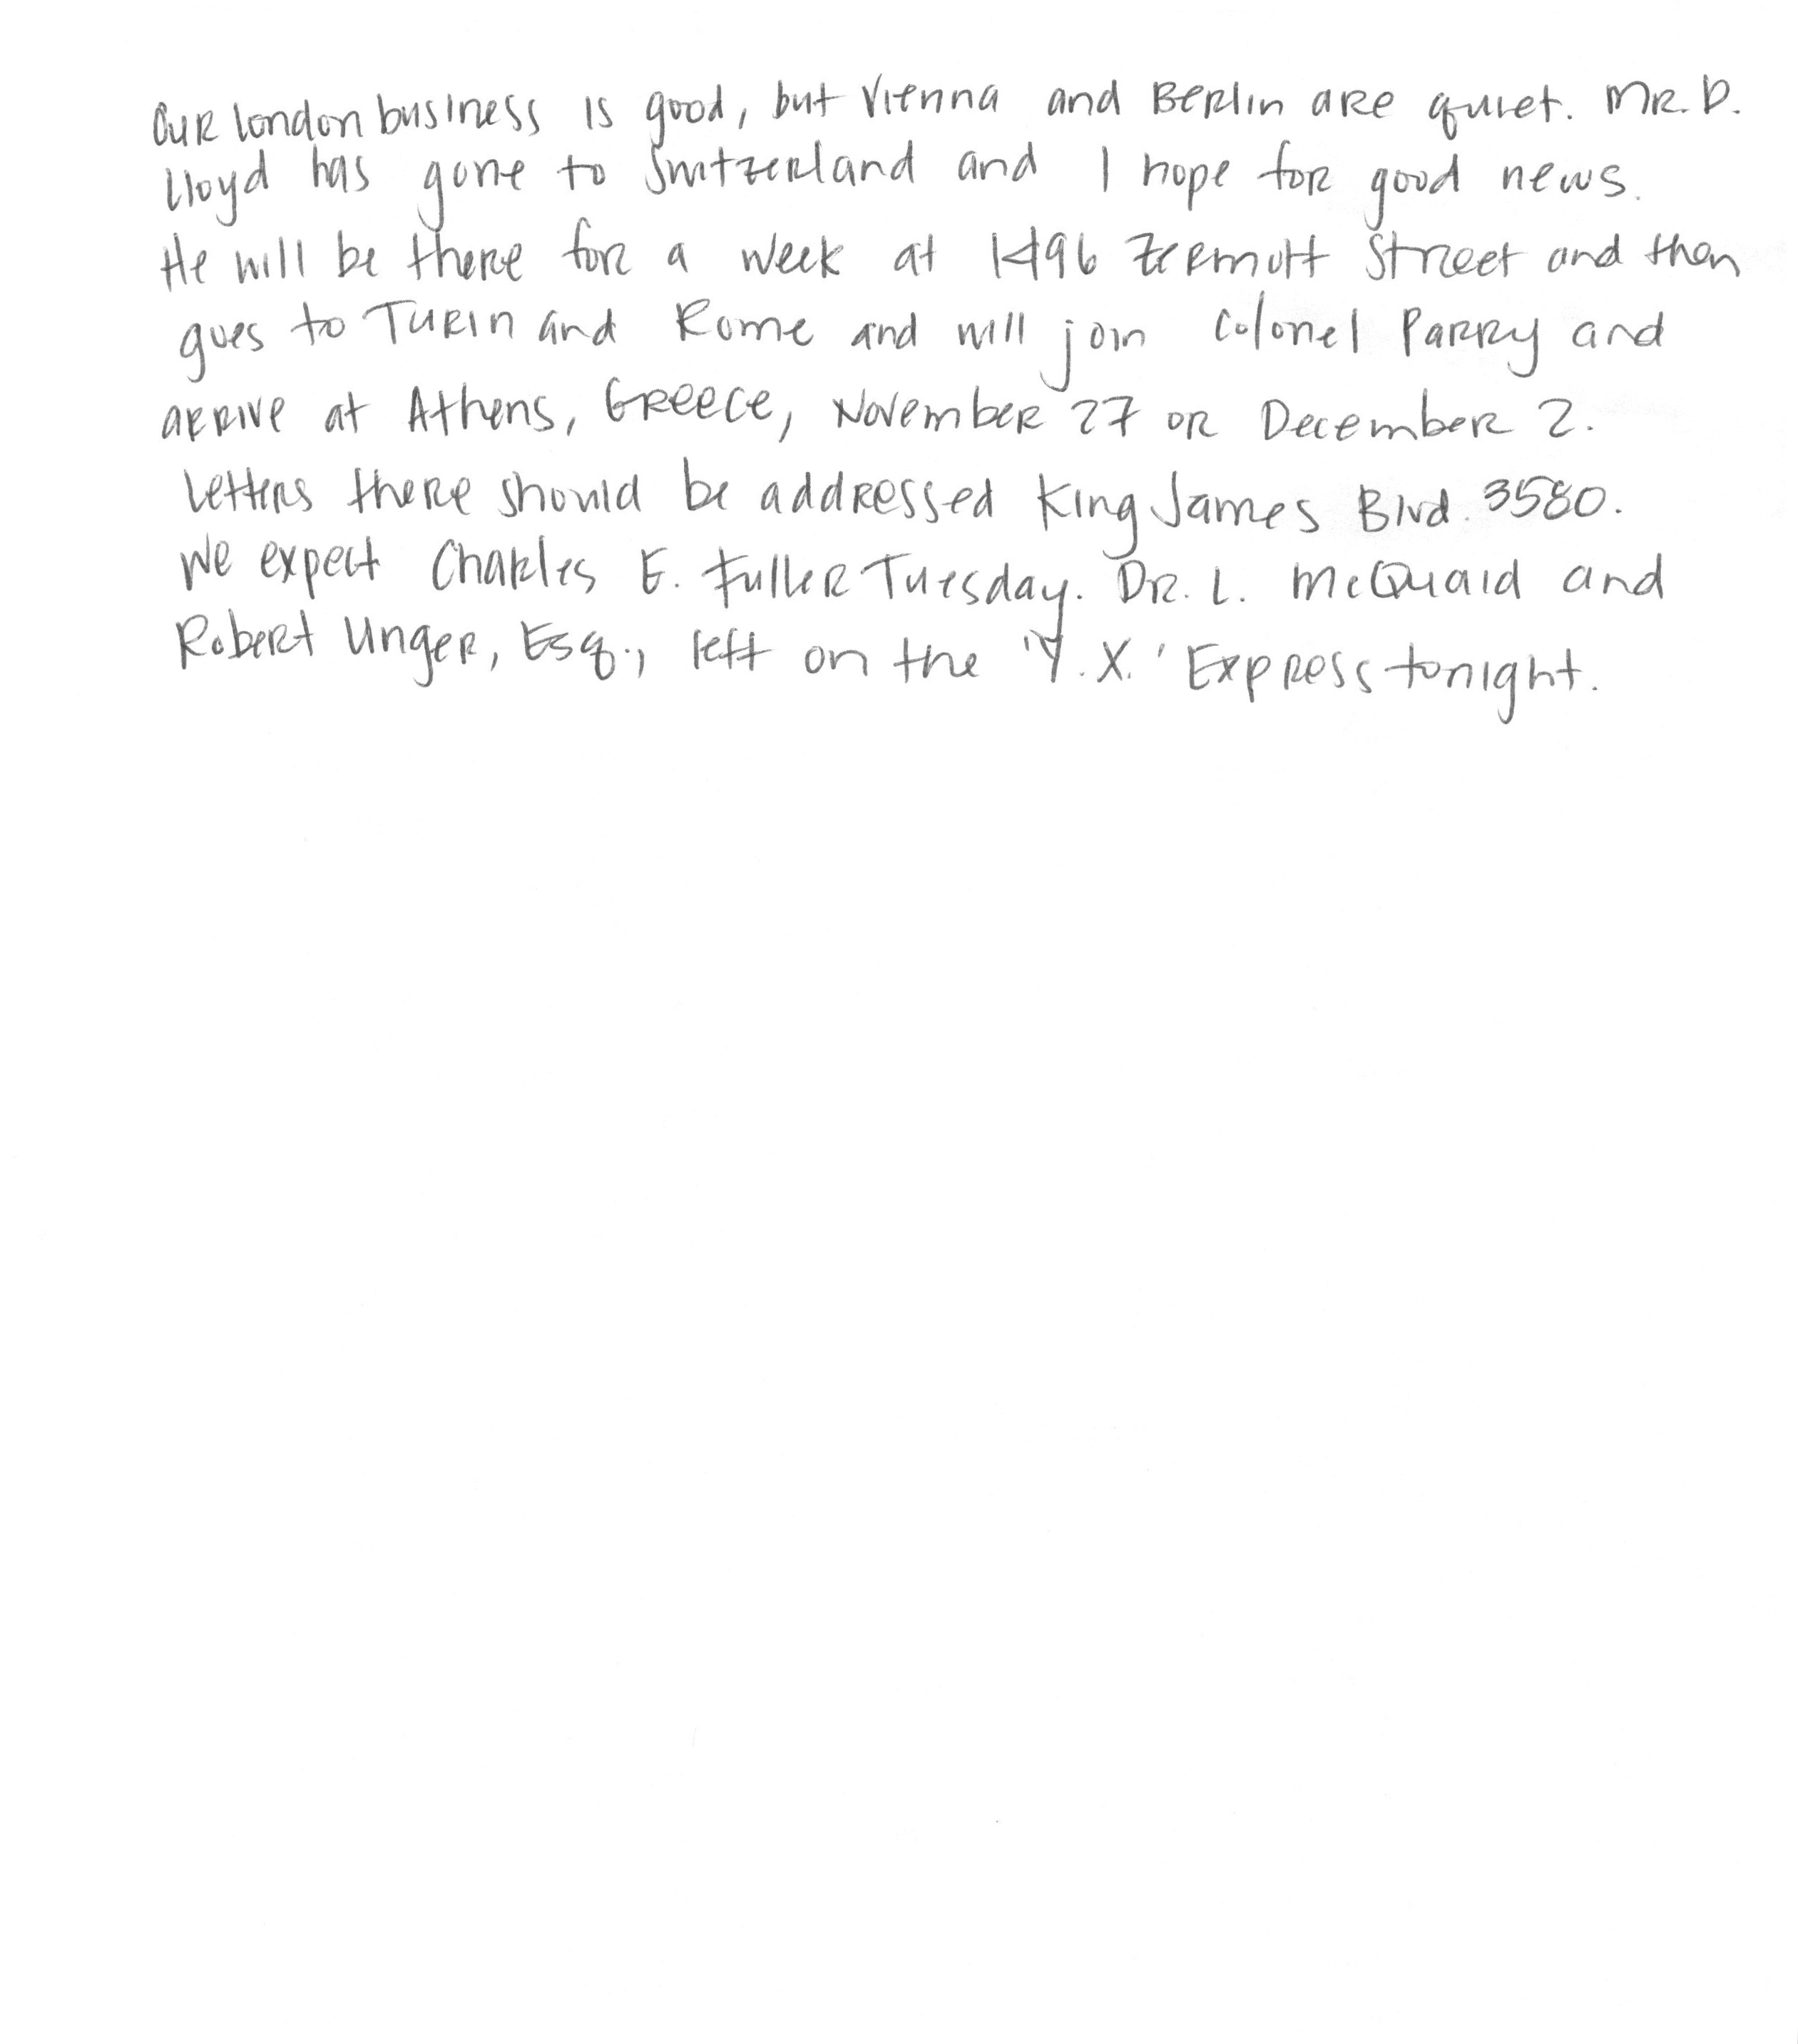 Our London business is good, but Vienna and Berlin are quiet. Mr. D.
Lloyd has gone to Switzerland and I hope for good news.
He will be there for a week at 1496 Zermott Street and then
goes to Turin and Rome and will join Colonel Parry and
arrive at Athens, Greece, November 27 or December 2.
Letters there should be addressed King James Blvd. 3580.
We expect Charles E. Fuller Tuesday. Dr. L. McQuaid and
Robert Unger, Esq., left on the 'Y.X.' Express tonight.